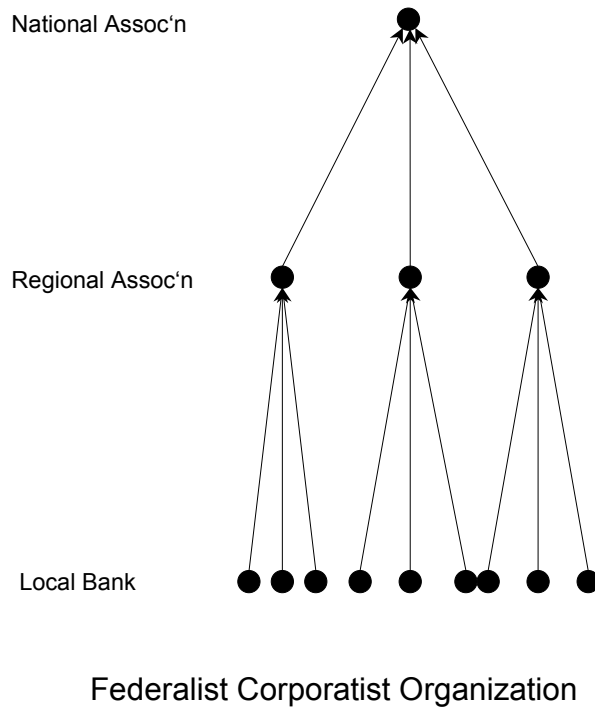 National Assoc‘n
Regional Assoc‘n
Local Bank
Federalist Corporatist Organization